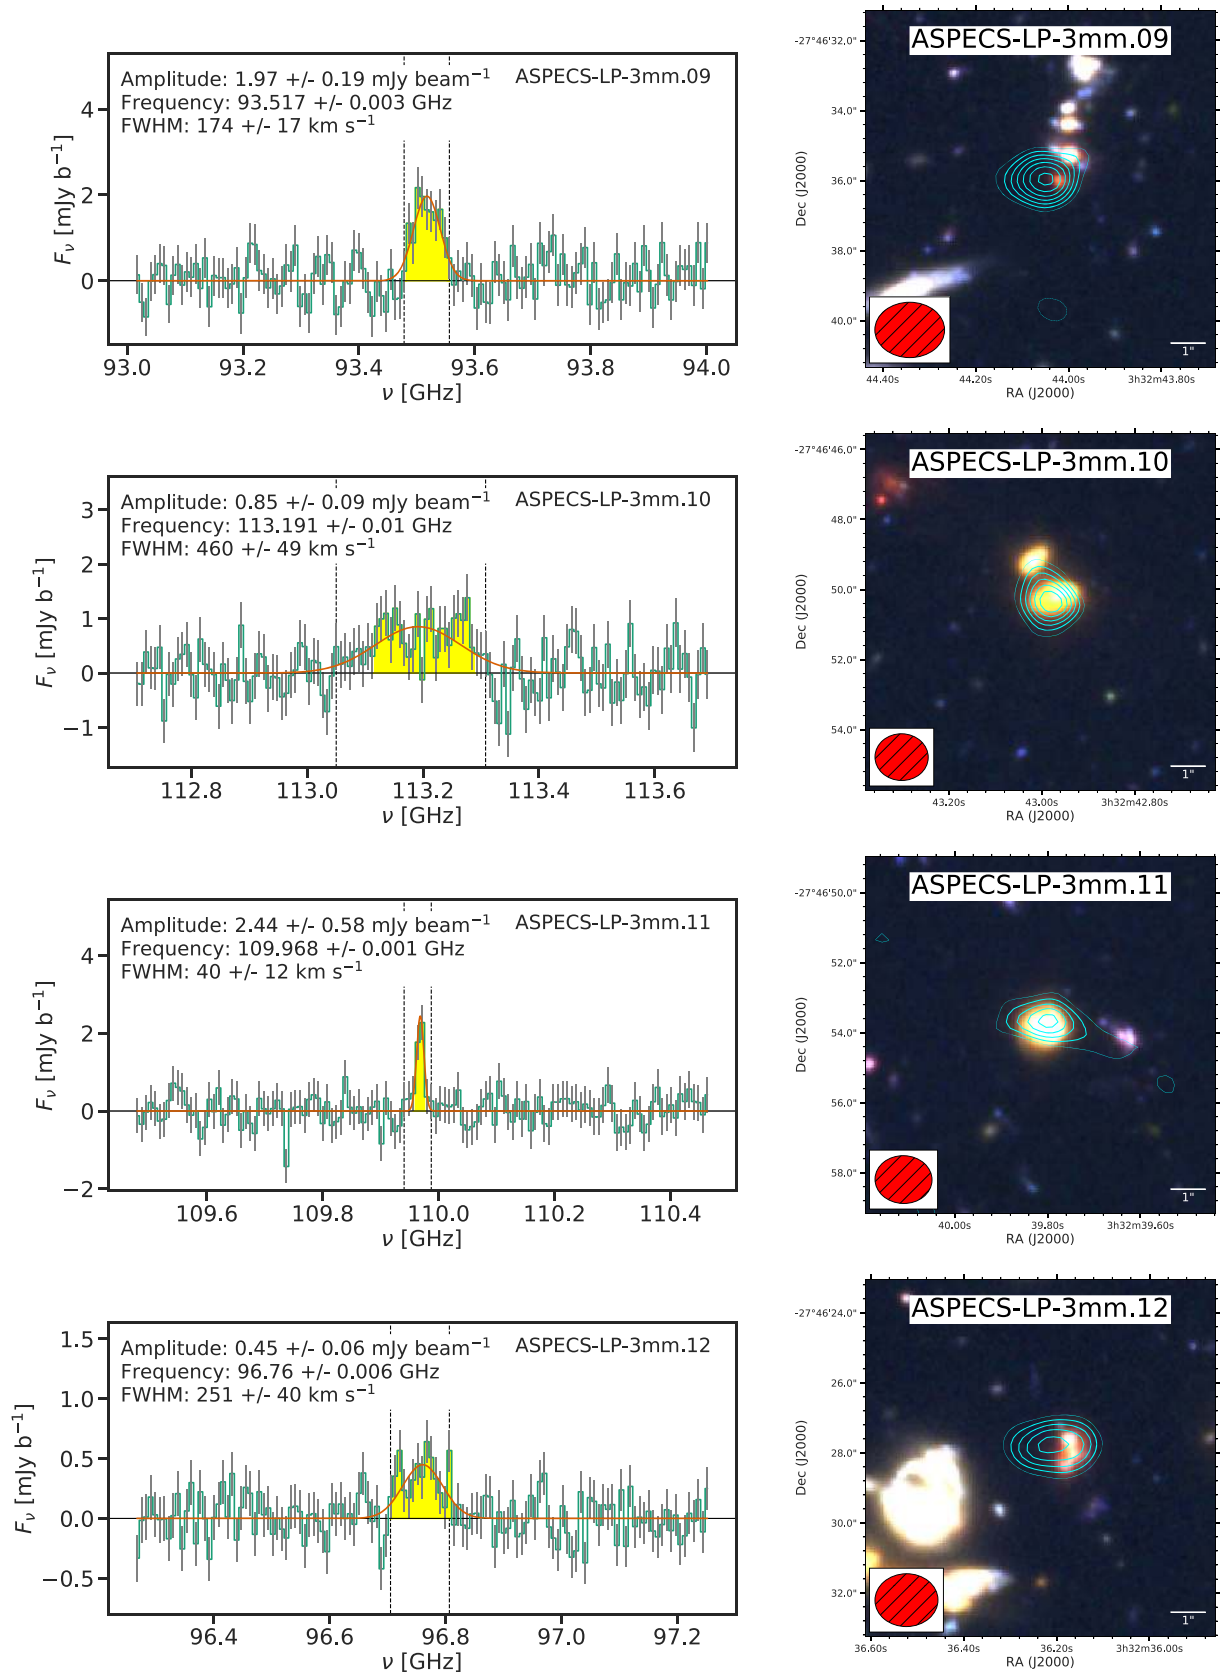 Amplitude: 1.97 +/- 0.19 mJy beam⁻¹
ASPECS-LP-3mm.09
Frequency: 93.517 +/- 0.003 GHz
FWHM: 174 +/- 17 km s⁻¹
4
2
0
Fν [mJy b⁻¹]
93.0 93.2 93.4 93.6 93.8 94.0
ν [GHz]
ASPECS-LP-3mm.09
-27°46'32.0"
34.0"
36.0"
38.0"
40.0"
Dec (J2000)
1"
44.40s 44.20s 44.00s 3h32m43.80s
RA (J2000)
Amplitude: 0.85 +/- 0.09 mJy beam⁻¹
ASPECS-LP-3mm.10
Frequency: 113.191 +/- 0.01 GHz
FWHM: 460 +/- 49 km s⁻¹
3
2
1
0
−1
Fν [mJy b⁻¹]
112.8 113.0 113.2 113.4 113.6
ν [GHz]
ASPECS-LP-3mm.10
-27°46'46.0"
48.0"
50.0"
52.0"
54.0"
Dec (J2000)
1"
43.20s 43.00s 3h32m42.80s
RA (J2000)
Amplitude: 2.44 +/- 0.58 mJy beam⁻¹
ASPECS-LP-3mm.11
Frequency: 109.968 +/- 0.001 GHz
FWHM: 40 +/- 12 km s⁻¹
4
2
0
−2
Fν [mJy b⁻¹]
109.6 109.8 110.0 110.2 110.4
ν [GHz]
ASPECS-LP-3mm.11
-27°46'50.0"
52.0"
54.0"
56.0"
58.0"
Dec (J2000)
1"
40.00s 39.80s 3h32m39.60s
RA (J2000)
Amplitude: 0.45 +/- 0.06 mJy beam⁻¹
ASPECS-LP-3mm.12
Frequency: 96.76 +/- 0.006 GHz
FWHM: 251 +/- 40 km s⁻¹
1.5
1.0
0.5
0.0
−0.5
Fν [mJy b⁻¹]
96.4 96.6 96.8 97.0 97.2
ν [GHz]
ASPECS-LP-3mm.12
-27°46'24.0"
26.0"
28.0"
30.0"
32.0"
Dec (J2000)
1"
36.60s 36.40s 36.20s 3h32m36.00s
RA (J2000)